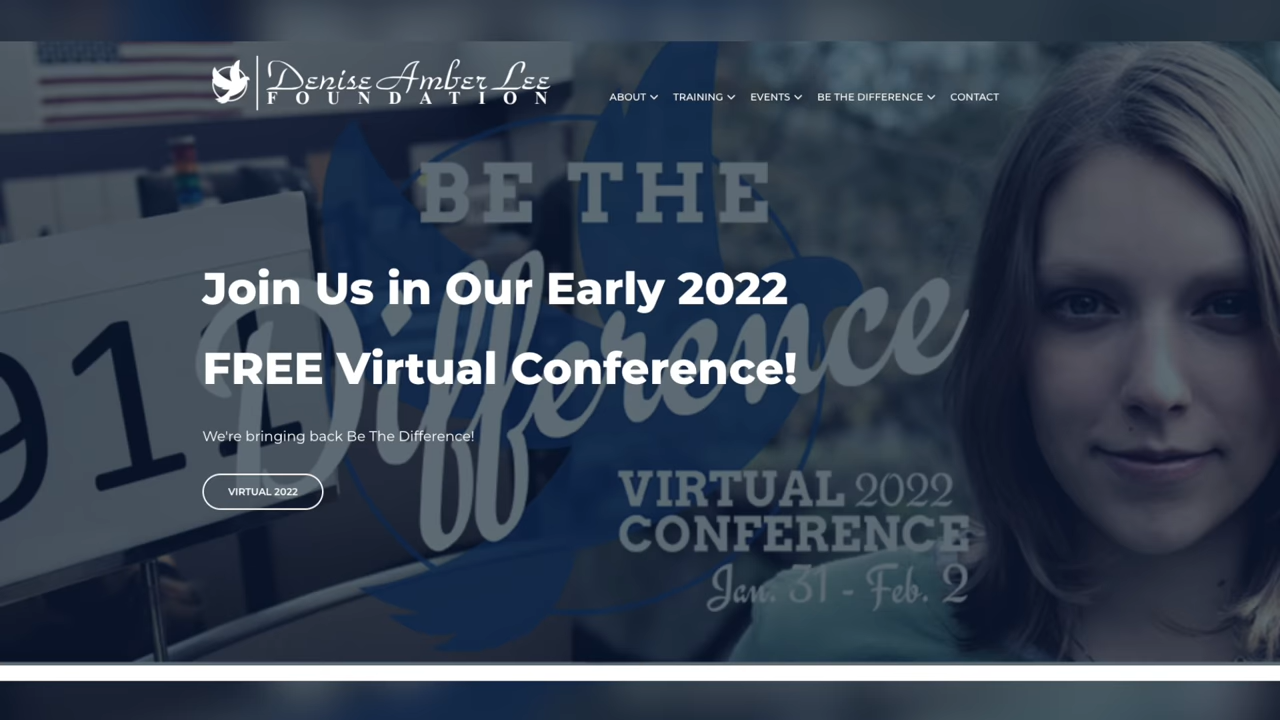 Denise Amber Lee
FOUNDATION
ABOUT
TRAINING
EVENTS
BE THE DIFFERENCE
CONTACT
BE THE
Difference
Join Us in Our Early 2022
FREE Virtual Conference!
We're bringing back Be The Difference!
VIRTUAL 2022
911
VIRTUAL 2022
CONFERENCE
Jan. 31 - Feb. 2